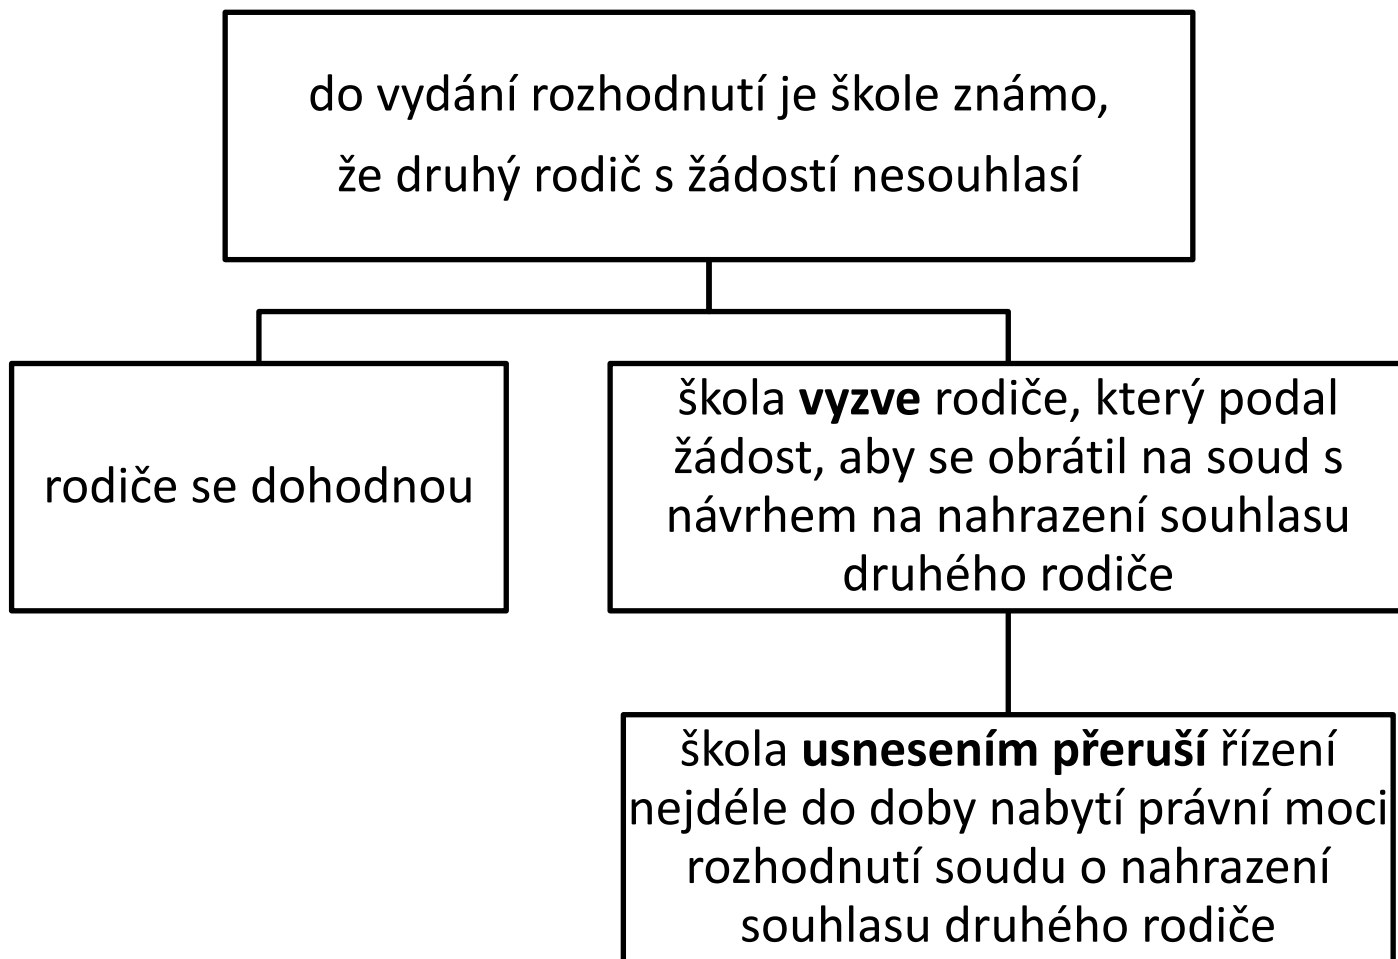 do vydání rozhodnutí je škole známo,
že druhý rodič s žádostí nesouhlasí
rodiče se dohodnou
škola vyzve rodiče, který podal
žádost, aby se obrátil na soud s
návrhem na nahrazení souhlasu
druhého rodiče
škola usnesením přeruší řízení
nejdéle do doby nabytí právní moci
rozhodnutí soudu o nahrazení
souhlasu druhého rodiče